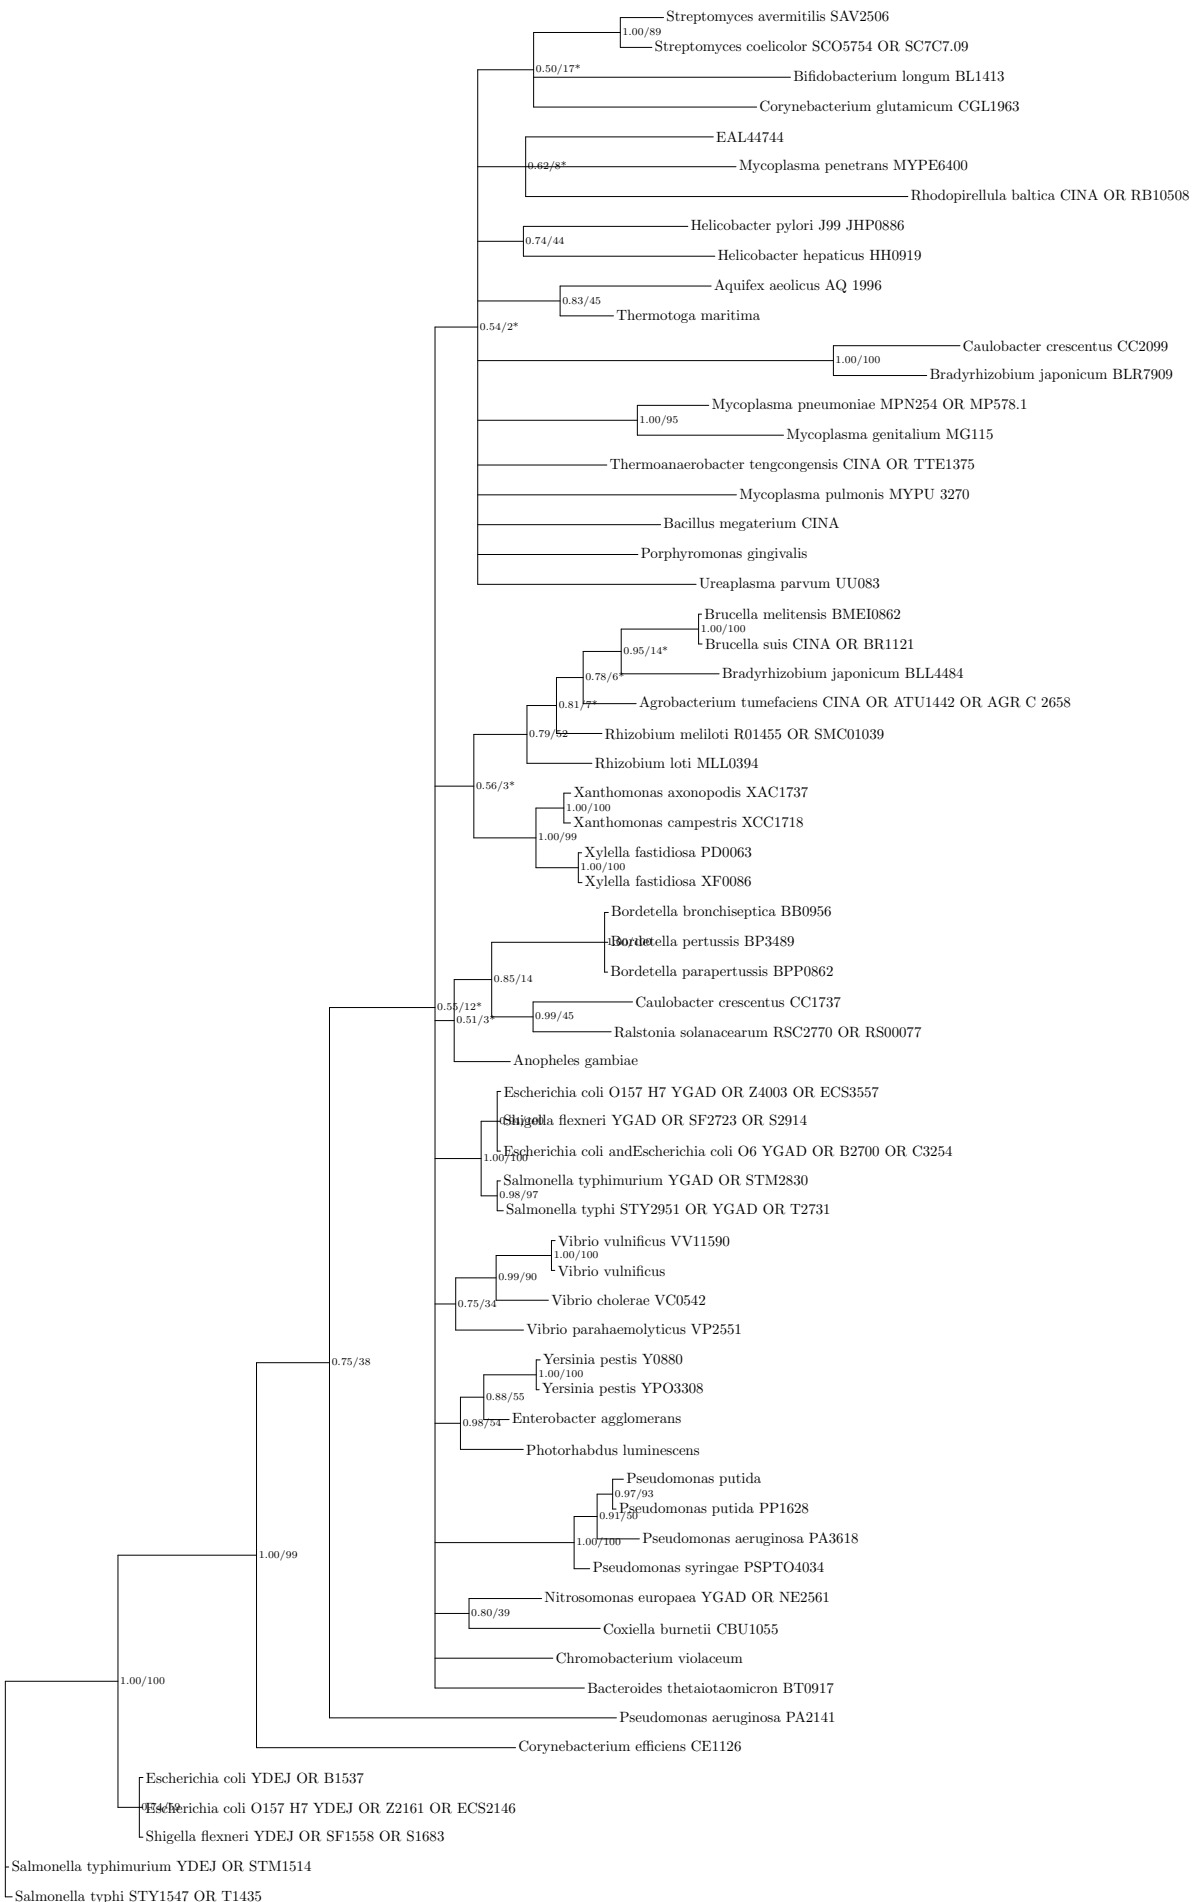 Streptomyces avermitilis SAV2506
1.00/89
Streptomyces coelicolor SCO5754 OR SC7C7.09
0.50/17*
Bifidobacterium longum BL1413
Corynebacterium glutamicum CGL1963
EAL44744
0.62/8*
Mycoplasma penetrans MYPE6400
Rhodopirellula baltica CINA OR RB10508
Helicobacter pylori J99 JHP0886
0.74/44
Helicobacter hepaticus HH0919
Aquifex aeolicus AQ 1996
0.83/45
Thermotoga maritima
0.54/2*
Caulobacter crescentus CC2099
1.00/100
Bradyrhizobium japonicum BLR7909
Mycoplasma pneumoniae MPN254 OR MP578.1
1.00/95
Mycoplasma genitalium MG115
Thermoanaerobacter tengcongensis CINA OR TTE1375
Mycoplasma pulmonis MYPU 3270
Bacillus megaterium CINA
Porphyromonas gingivalis
Ureaplasma parvum UU083
Brucella melitensis BMEI0862
1.00/100
Brucella suis CINA OR BR1121
0.95/14*
Bradyrhizobium japonicum BLL4484
0.78/6*
Agrobacterium tumefaciens CINA OR ATU1442 OR AGR C 2658
0.81/7*
Rhizobium meliloti R01455 OR SMC01039
0.79/52
Rhizobium loti MLL0394
0.56/3*
Xanthomonas axonopodis XAC1737
1.00/100
Xanthomonas campestris XCC1718
1.00/99
Xylella fastidiosa PD0063
1.00/100
Xylella fastidiosa XF0086
Bordetella bronchiseptica BB0956
Bordetella pertussis BP3489
Bordetella parapertussis BPP0862
0.85/14
Caulobacter crescentus CC1737
0.55/12*
0.99/45
0.51/3*
Ralstonia solanacearum RSC2770 OR RS00077
Anopheles gambiae
Escherichia coli O157 H7 YGAD OR Z4003 OR ECS3557
Shigella flexneri YGAD OR SF2723 OR S2914
Escherichia coli andEscherichia coli O6 YGAD OR B2700 OR C3254
1.00/100
Salmonella typhimurium YGAD OR STM2830
0.98/97
Salmonella typhi STY2951 OR YGAD OR T2731
Vibrio vulnificus VV11590
1.00/100
Vibrio vulnificus
0.99/90
Vibrio cholerae VC0542
0.75/34
Vibrio parahaemolyticus VP2551
Yersinia pestis Y0880
0.75/38
1.00/100
Yersinia pestis YPO3308
0.88/55
Enterobacter agglomerans
0.98/54
Photorhabdus luminescens
Pseudomonas putida
0.97/93
Pseudomonas putida PP1628
0.91/50
Pseudomonas aeruginosa PA3618
1.00/100
1.00/99
Pseudomonas syringae PSPTO4034
Nitrosomonas europaea YGAD OR NE2561
0.80/39
Coxiella burnetii CBU1055
Chromobacterium violaceum
1.00/100
Bacteroides thetaiotaomicron BT0917
Pseudomonas aeruginosa PA2141
Corynebacterium efficiens CE1126
Escherichia coli YDEJ OR B1537
Escherichia coli O157 H7 YDEJ OR Z2161 OR ECS2146
Shigella flexneri YDEJ OR SF1558 OR S1683
Salmonella typhimurium YDEJ OR STM1514
Salmonella typhi STY1547 OR T1435